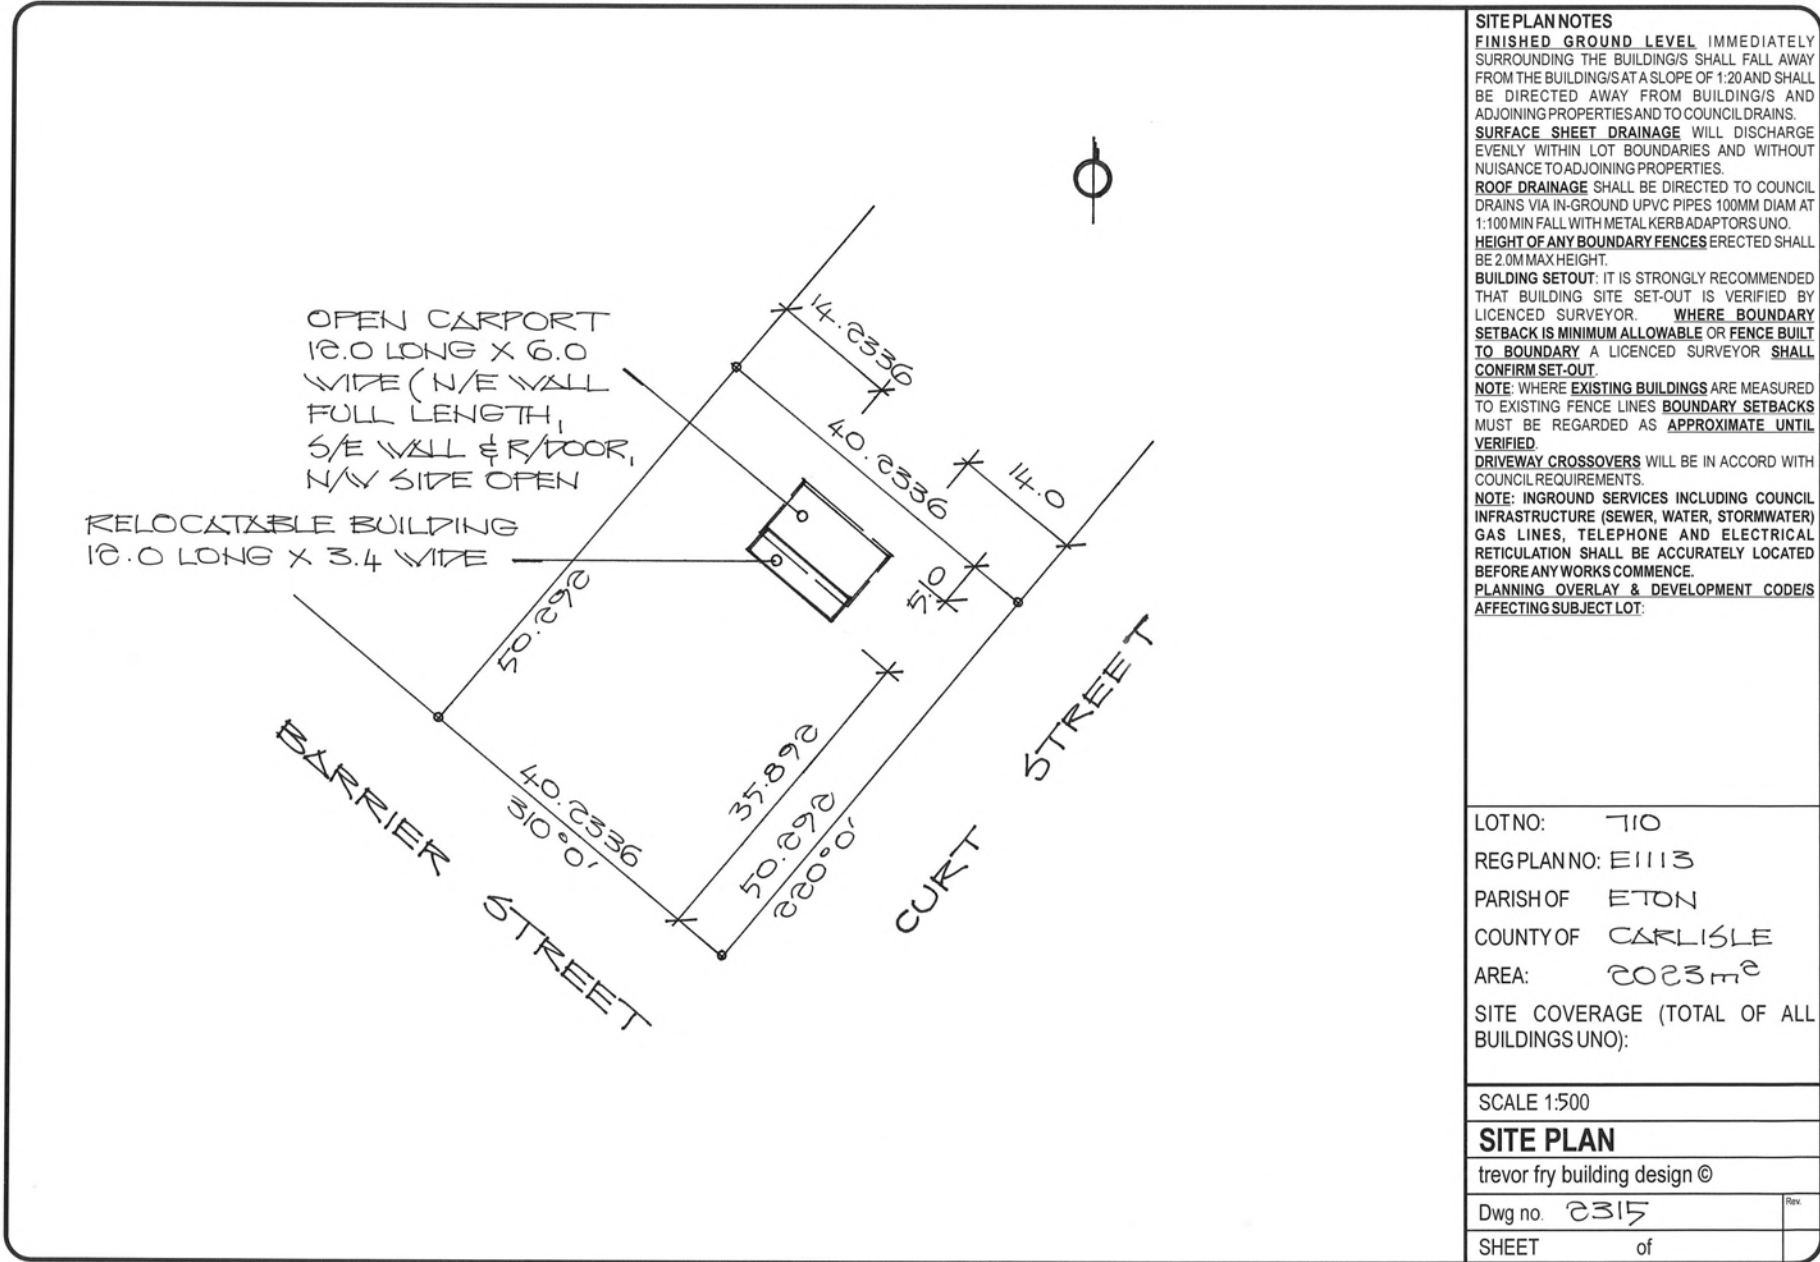 OPEN CARPORT
12.0 LONG X 6.0
WIDE (N/E WALL
FULL LENGTH,
S/E WALL & R/DOOR,
N/W SIDE OPEN
RELOCATABLE BUILDING
12.0 LONG X 3.4 WIDE
14.2336
40.2336
14.0
5.0
50.292
35.892
40.2336
310°0'
50.292
220°0'
BARRIER STREET
CURT STREET
SITE PLAN NOTES
FINISHED GROUND LEVEL IMMEDIATELY
SURROUNDING THE BUILDING/S SHALL FALL AWAY
FROM THE BUILDING/S AT A SLOPE OF 1:20 AND SHALL
BE DIRECTED AWAY FROM BUILDING/S AND
ADJOINING PROPERTIES AND TO COUNCIL DRAINS.
SURFACE SHEET DRAINAGE WILL DISCHARGE
EVENLY WITHIN LOT BOUNDARIES AND WITHOUT
NUISANCE TO ADJOINING PROPERTIES.
ROOF DRAINAGE SHALL BE DIRECTED TO COUNCIL
DRAINS VIA IN-GROUND UPVC PIPES 100MM DIAM AT
1:100 MIN FALL WITH METAL KERB ADAPTORS UNO.
HEIGHT OF ANY BOUNDARY FENCES ERECTED SHALL
BE 2.0M MAX HEIGHT.
BUILDING SETOUT: IT IS STRONGLY RECOMMENDED
THAT BUILDING SITE SET-OUT IS VERIFIED BY
LICENCED SURVEYOR. WHERE BOUNDARY
SETBACK IS MINIMUM ALLOWABLE OR FENCE BUILT
TO BOUNDARY A LICENCED SURVEYOR SHALL
CONFIRM SET-OUT.
NOTE: WHERE EXISTING BUILDINGS ARE MEASURED
TO EXISTING FENCE LINES BOUNDARY SETBACKS
MUST BE REGARDED AS APPROXIMATE UNTIL
VERIFIED.
DRIVEWAY CROSSOVERS WILL BE IN ACCORD WITH
COUNCIL REQUIREMENTS.
NOTE: INGROUND SERVICES INCLUDING COUNCIL
INFRASTRUCTURE (SEWER, WATER, STORMWATER)
GAS LINES, TELEPHONE AND ELECTRICAL
RETICULATION SHALL BE ACCURATELY LOCATED
BEFORE ANY WORKS COMMENCE.
PLANNING OVERLAY & DEVELOPMENT CODE/S
AFFECTING SUBJECT LOT:
LOT NO: 710
REG PLAN NO: E1113
PARISH OF ETON
COUNTY OF CARLISLE
AREA: 2023m²
SITE COVERAGE (TOTAL OF ALL
BUILDINGS UNO):
SCALE 1:500
SITE PLAN
trevor fry building design ©
Dwg no. 2315
Rev.
SHEET of